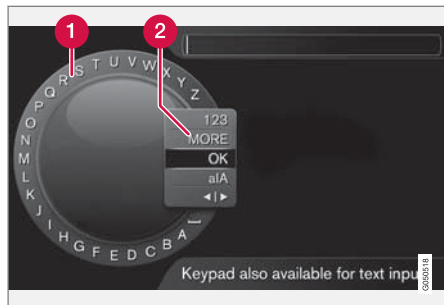 1
2
A B C D E F G H I J K L M N O P Q R S T U V W X Y Z
123
MORE
OK
a|A
◄|►
Keypad also available for text inpu
G050518